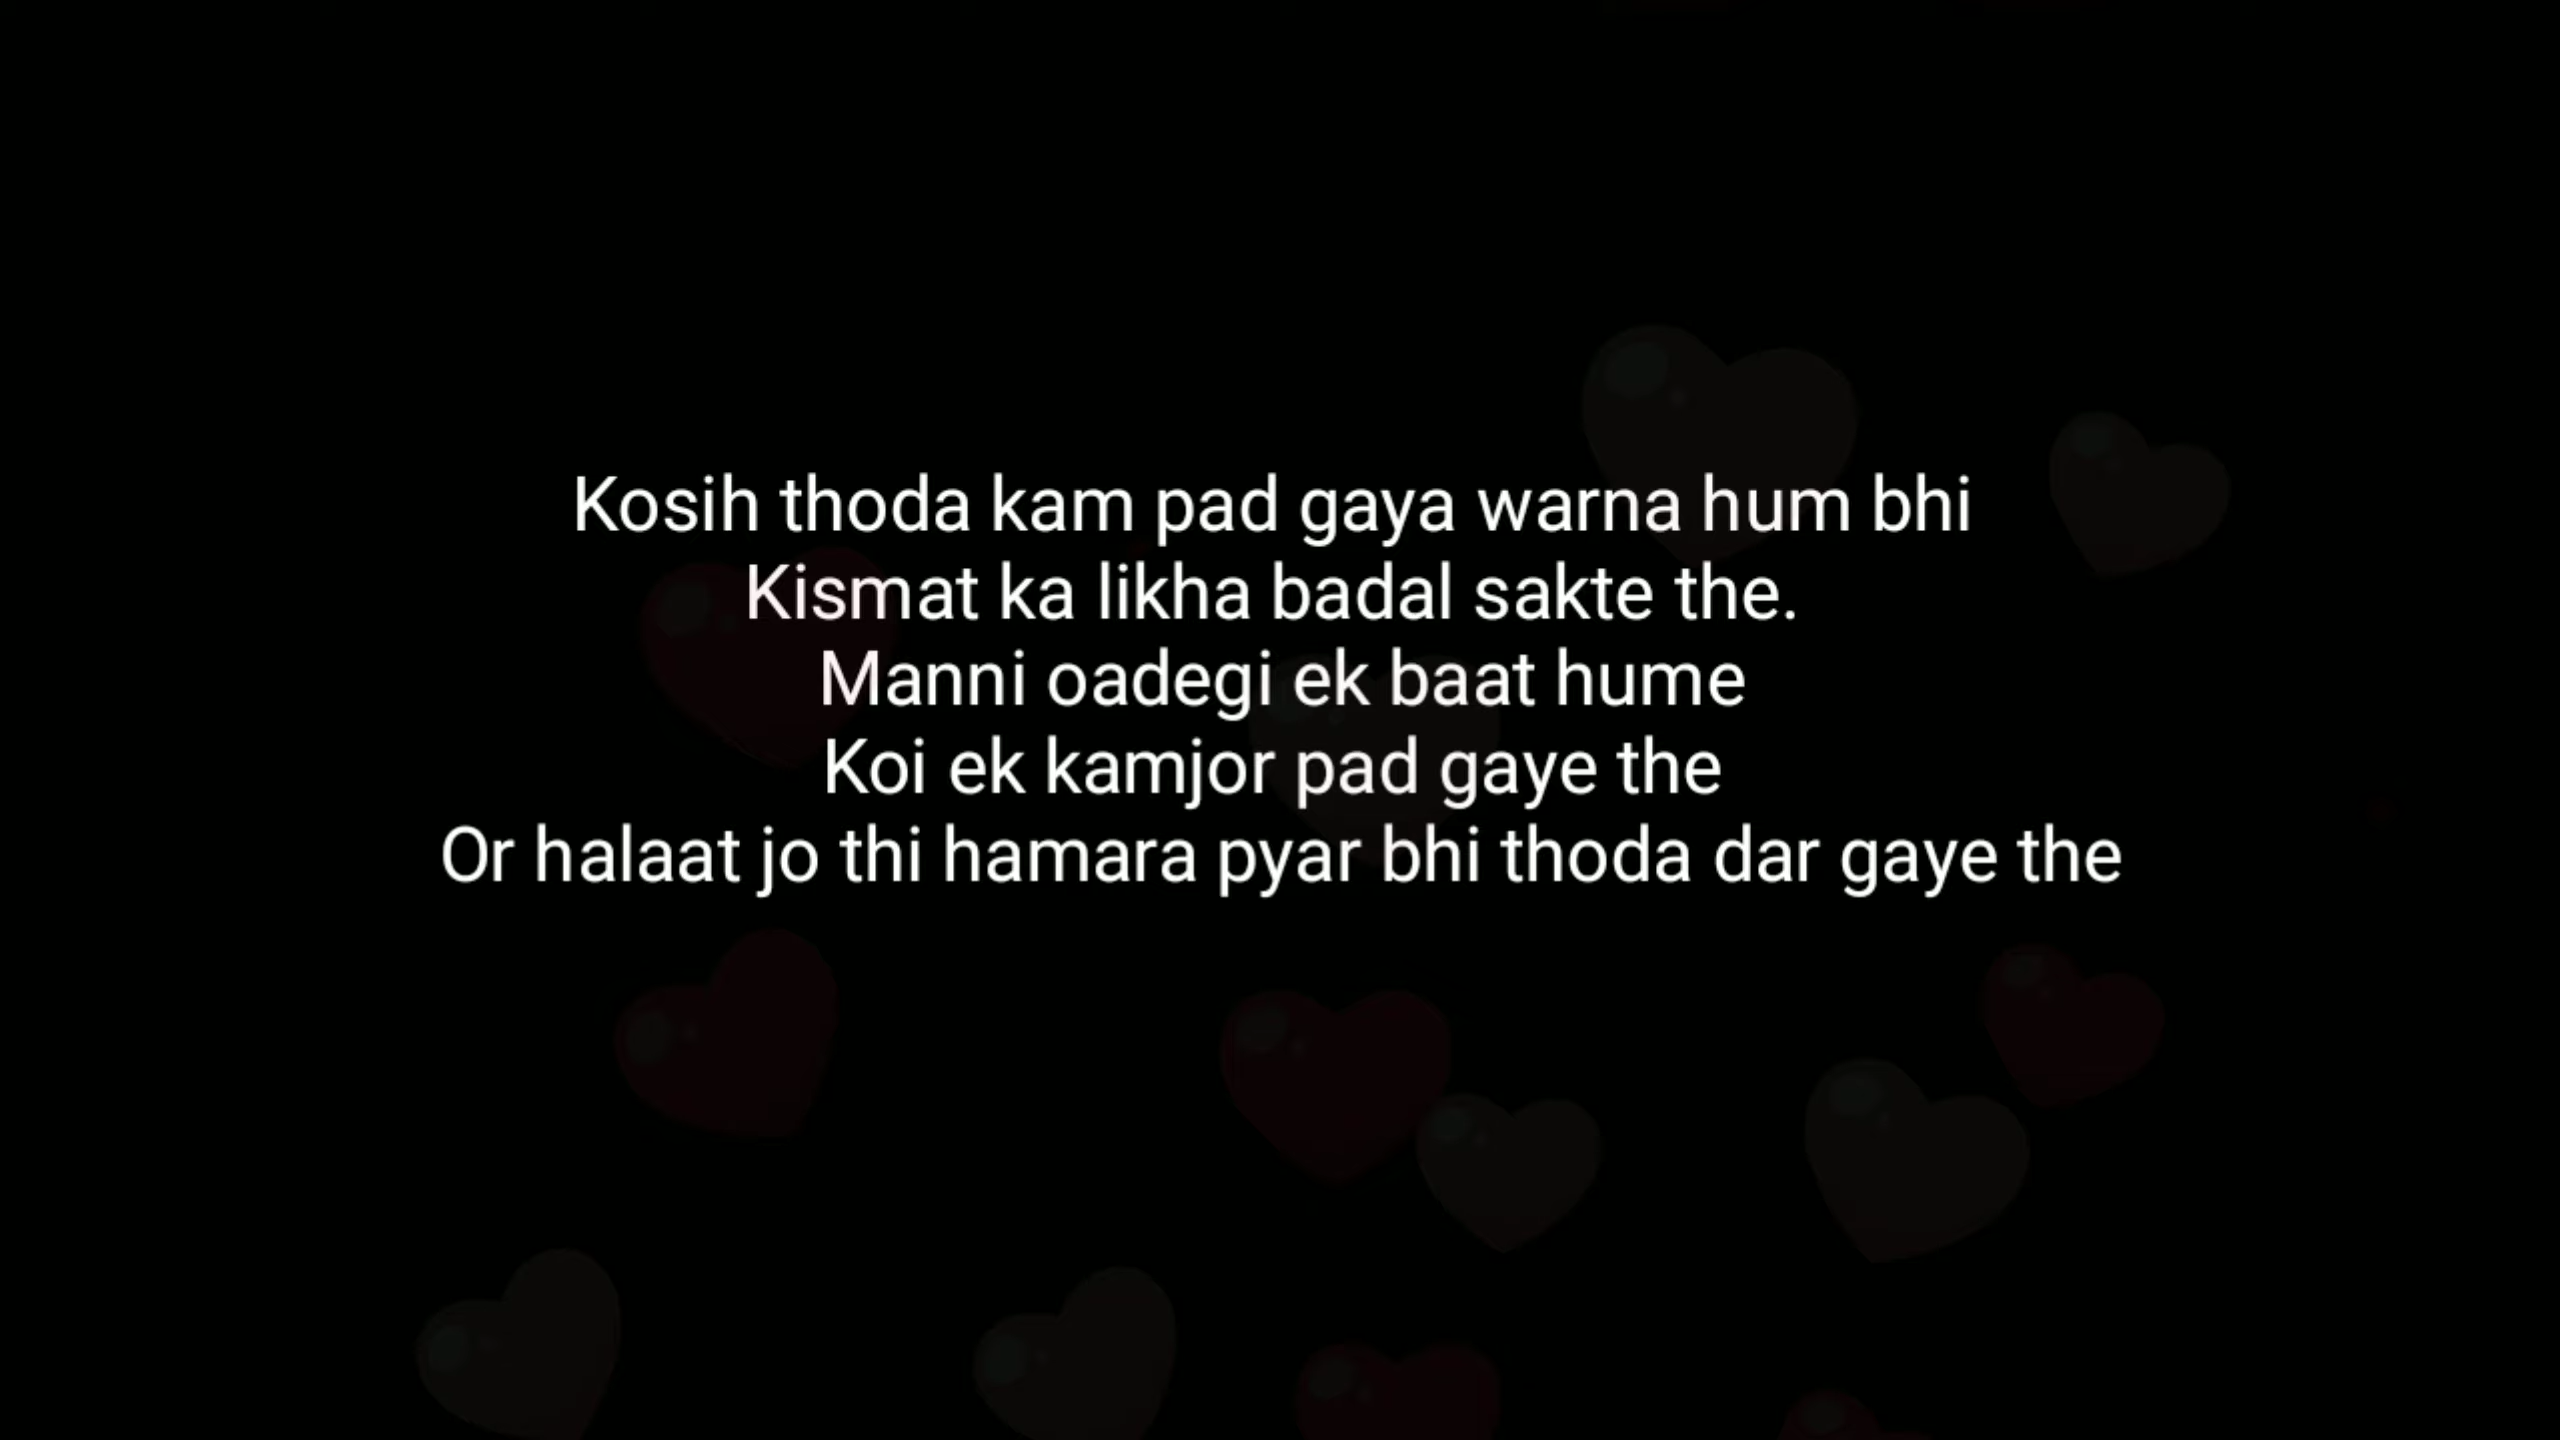 Kosih thoda kam pad gaya warna hum bhi
Kismat ka likha badal sakte the.
Manni oadegi ek baat hume
Koi ek kamjor pad gaye the
Or halaat jo thi hamara pyar bhi thoda dar gaye the